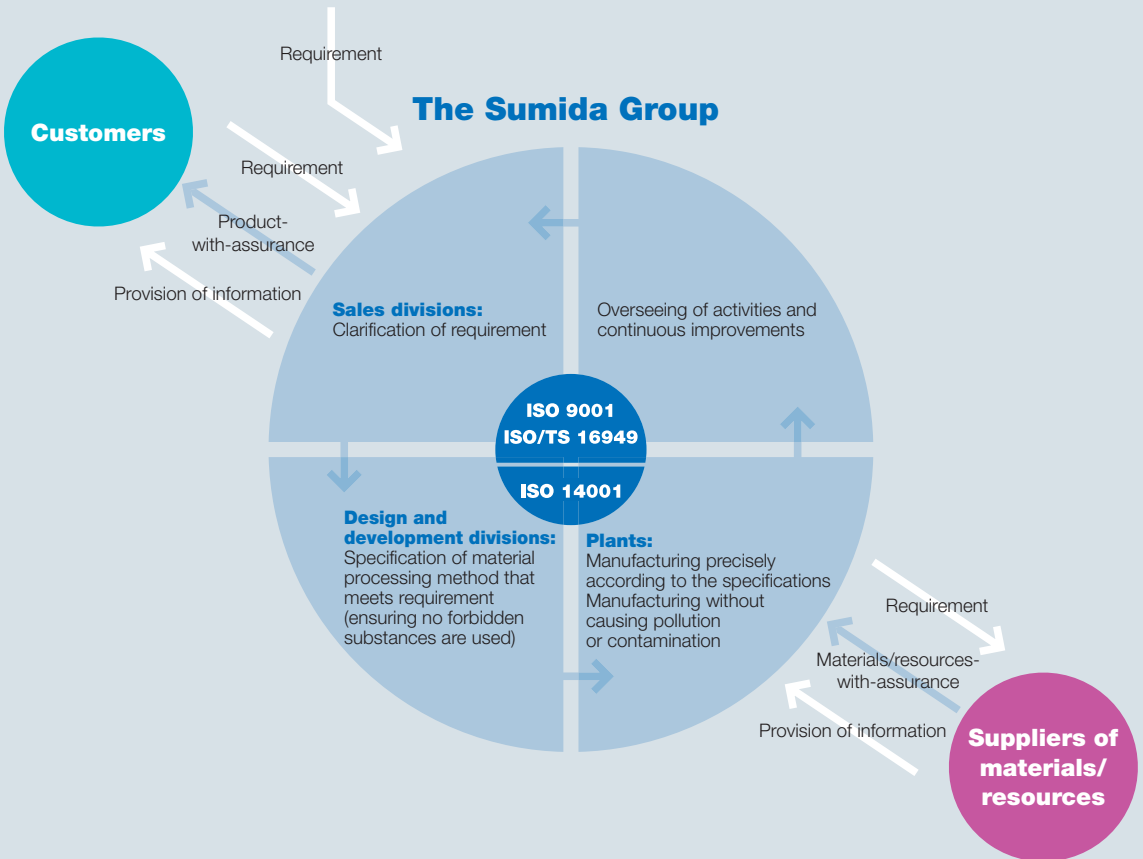 Requirement
The Sumida Group
Customers
Requirement
Product-
with-assurance
Provision of information
Sales divisions:
Clarification of requirement
Overseeing of activities and
continuous improvements
ISO 9001
ISO/TS 16949
ISO 14001
Design and
development divisions:
Specification of material
processing method that
meets requirement
(ensuring no forbidden
substances are used)
Plants:
Manufacturing precisely
according to the specifications
Manufacturing without
causing pollution
or contamination
Requirement
Materials/resources-
with-assurance
Provision of information
Suppliers of
materials/
resources